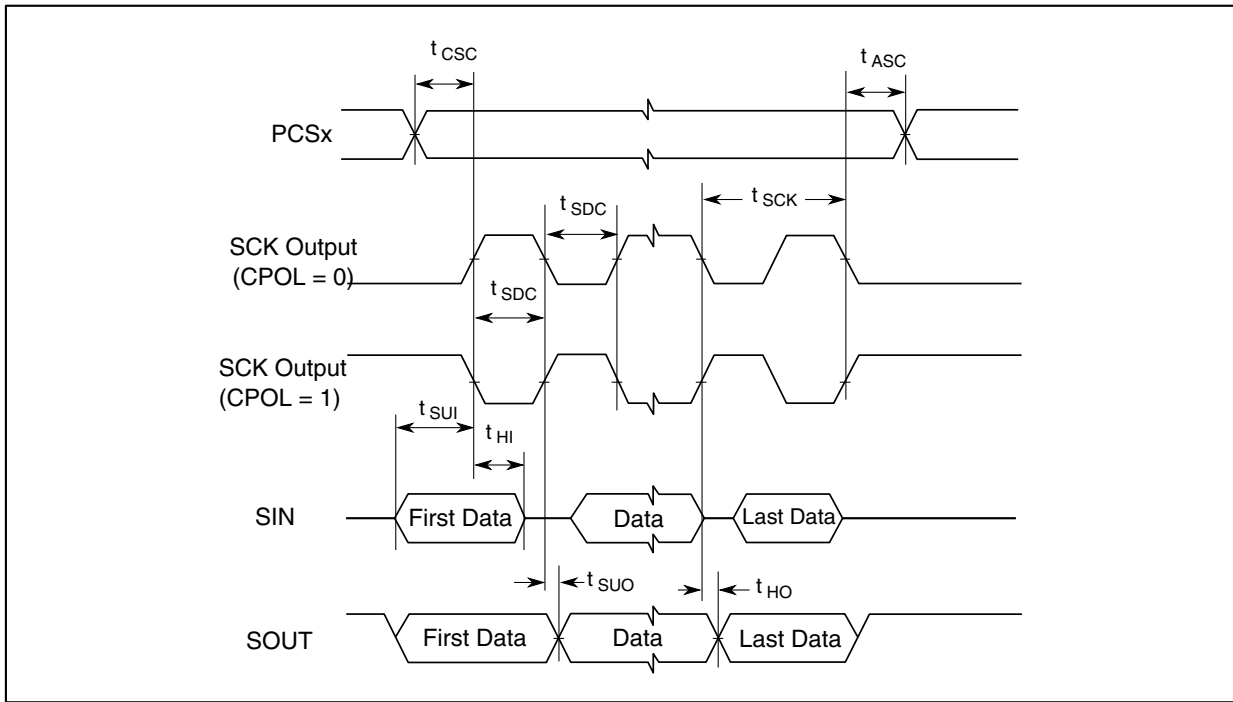 t CSC
t ASC
PCSx
t SCK
t SDC
SCK Output
(CPOL = 0)
t SDC
SCK Output
(CPOL = 1)
t SUI
t HI
SIN
First Data
Data
Last Data
t SUO
t HO
SOUT
First Data
Data
Last Data